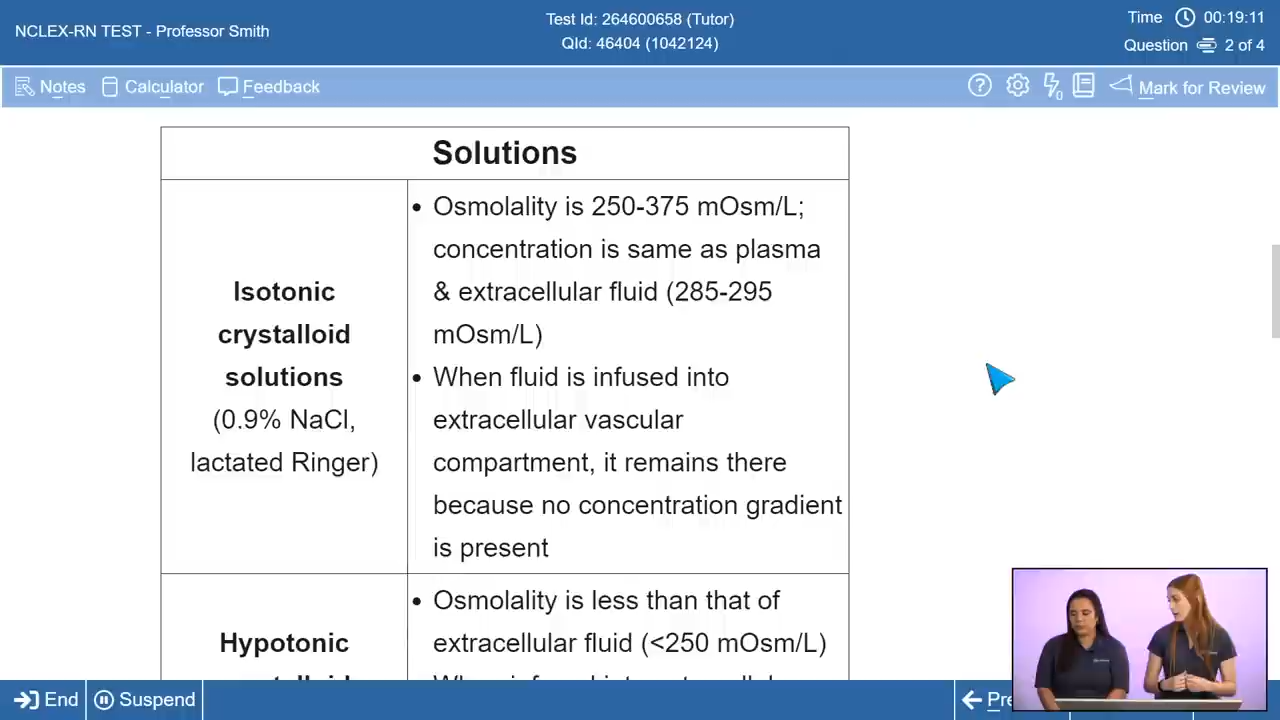 NCLEX-RN TEST - Professor Smith
Test Id: 264600658 (Tutor)
QId: 46404 (1042124)
Time 00:19:11
Question 2 of 4
Notes Calculator Feedback
Mark for Review
Solutions
Isotonic
crystalloid
solutions
(0.9% NaCl,
lactated Ringer)
• Osmolality is 250-375 mOsm/L;
concentration is same as plasma
& extracellular fluid (285-295
mOsm/L)
• When fluid is infused into
extracellular vascular
compartment, it remains there
because no concentration gradient
is present
Hypotonic
• Osmolality is less than that of
extracellular fluid (<250 mOsm/L)
End Suspend